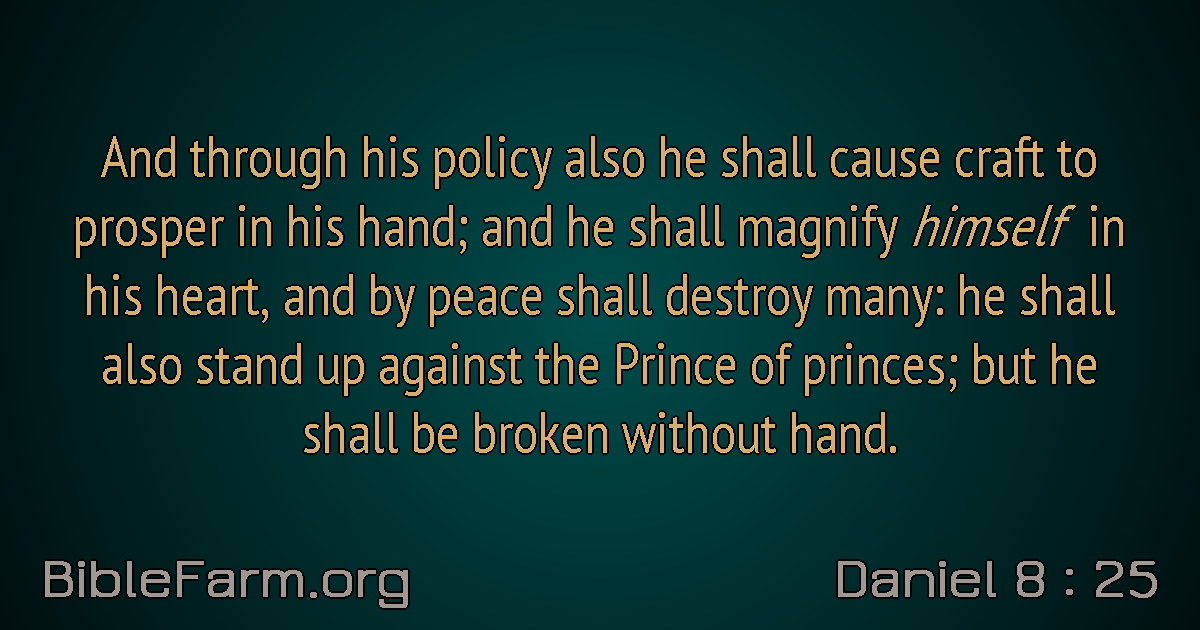 And through his policy also he shall cause craft to
prosper in his hand; and he shall magnify himself in
his heart, and by peace shall destroy many: he shall
also stand up against the Prince of princes; but he
shall be broken without hand.
BibleFarm.org
Daniel 8 : 25